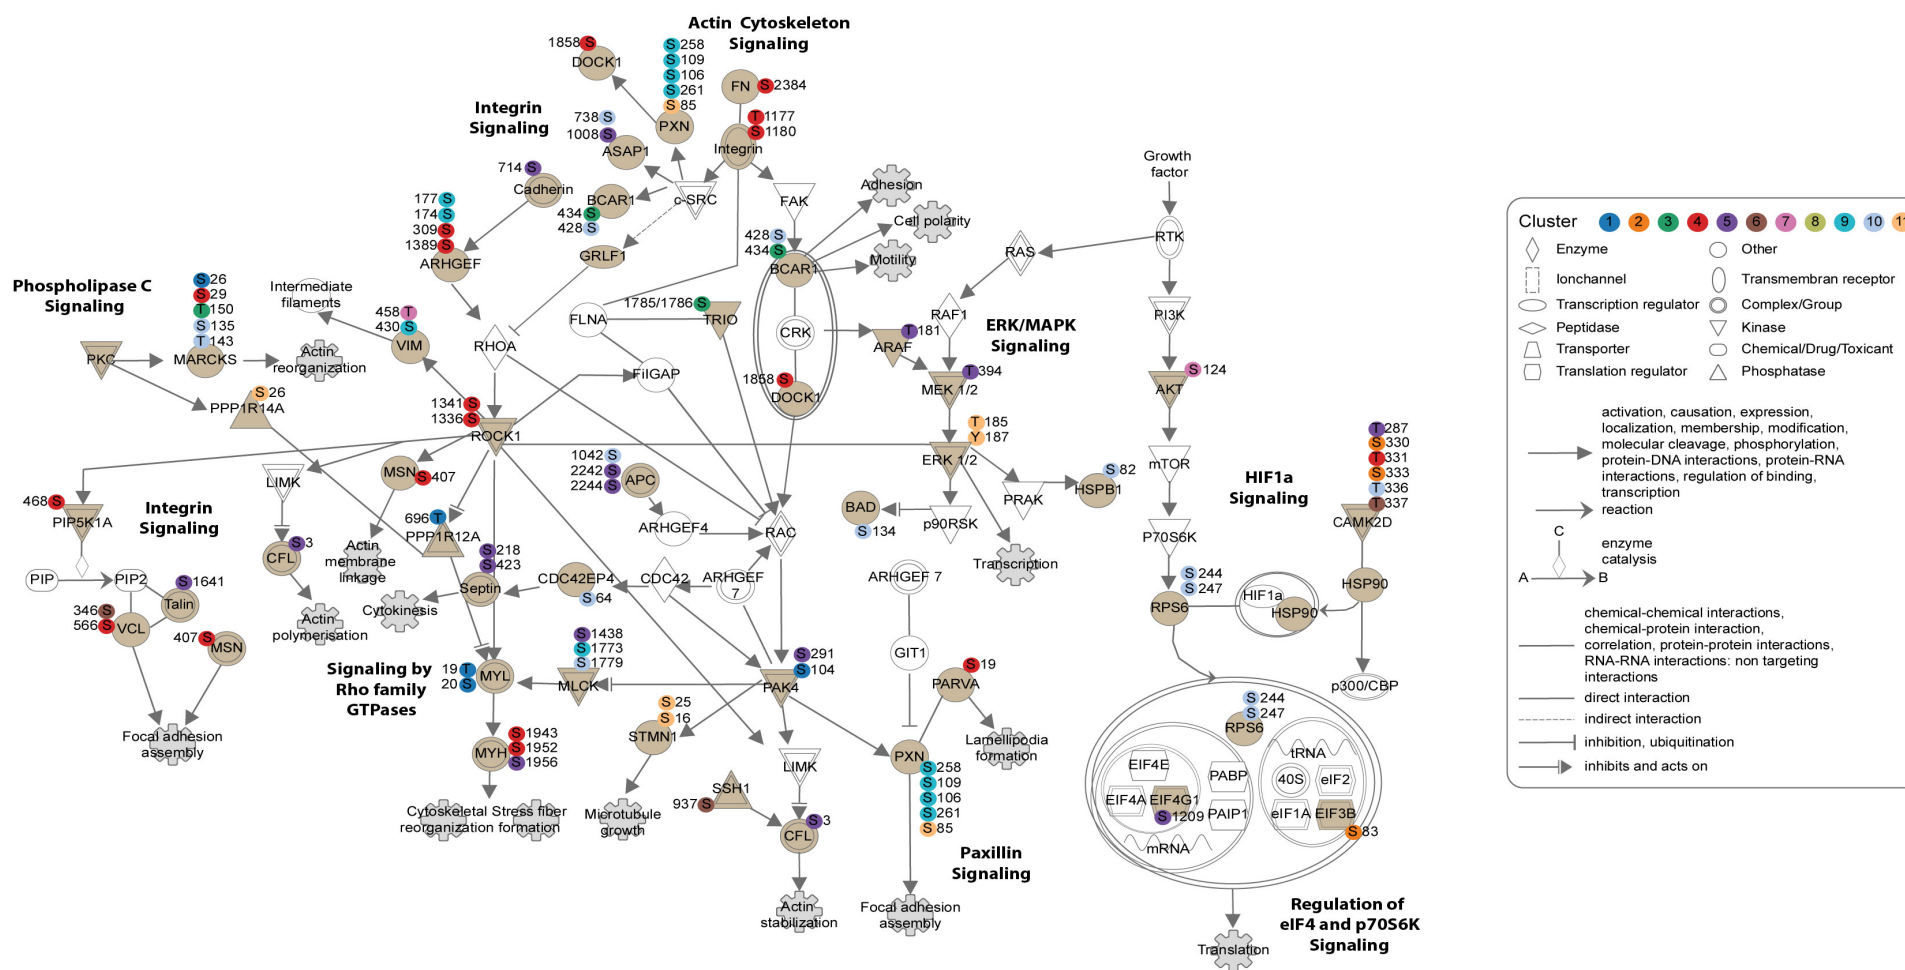 Actin Cytoskeleton
Signaling
1858 S
DOCK1
S 258
S 109
S 106
S 261
S 85
PXN
FN
S 2384
T 1177
S 1180
Integrin
Integrin
Signaling
738 S
1008 S
ASAP1
714 S
Cadherin
BCAR1
434 S
428 S
c-SRC
FAK
GRLF1
177 S
174 S
309 S
1389 S
ARHGEF
Adhesion
Cell polarity
Motility
428 S
434 S
BCAR1
CRK
1858 S
DOCK1
Growth
factor
RTK
RAS
RAF1
PI3K
ERK/MAPK
Signaling
Phospholipase C
Signaling
S 26
S 29
T 150
S 135
T 143
PKC
MARCKS
Actin
reorganization
Intermediate
filaments
458 T
430 S
VIM
S 26
PPP1R14A
RHOA
FLNA
1785/1786 S
TRIO
FilGAP
T 181
ARAF
T 394
MEK 1/2
S 124
AKT
1341 S
1336 S
ROCK1
T 185
Y 187
ERK 1/2
mTOR
LIMK
MSN
S 407
1042 S
2242 S
2244 S
APC
ARHGEF4
RAC
BAD
S 134
p90RSK
PRAK
S 82
HSPB1
Transcription
P70S6K
HIF1a
Signaling
T 287
S 330
T 331
S 333
T 336
T 337
CAMK2D
468 S
PIP5K1A
Integrin
Signaling
S 3
CFL
696 T
PPP1R12A
Actin
membrane
linkage
S 218
S 423
Septin
Cytokinesis
CDC42EP4
S 64
CDC42
ARHGEF
7
ARHGEF 7
PIP
PIP2
S 1641
Talin
346 S
566 S
VCL
407 S
MSN
Actin
polymerisation
Focal adhesion
assembly
Signaling by
Rho family
GTPases
19 T
20 S
MYL
S 1438
S 1773
S 1779
MLCK
S 291
S 104
PAK4
GIT1
S 19
PARVA
Lamellipodia
formation
S 244
S 247
RPS6
HIF1a
HSP90
HSP90
p300/CBP
MYH
S 1943
S 1952
S 1956
Cytoskeletal
reorganization
Stress fiber
formation
S 25
S 16
STMN1
Microtubule
growth
LIMK
SSH1
937 S
S 3
CFL
Actin
stabilization
PXN
S 258
S 109
S 106
S 261
S 85
Paxillin
Signaling
Focal adhesion
assembly
S 244
S 247
RPS6
EIF4E
EIF4A
EIF4G1
S 1209
PABP
PAIP1
mRNA
tRNA
40S
eIF2
eIF1A
EIF3B
S 83
Regulation of
eIF4 and p70S6K
Signaling
Translation
Cluster 1 2 3 4 5 6 7 8 9 10 11
Enzyme
Other
Ionchannel
Transmembran receptor
Transcription regulator
Complex/Group
Peptidase
Kinase
Transporter
Chemical/Drug/Toxicant
Translation regulator
Phosphatase
activation, causation, expression,
localization, membership, modification,
molecular cleavage, phosphorylation,
protein-DNA interactions, protein-RNA
interactions, regulation of binding,
transcription
reaction
C
A
B
enzyme
catalysis
chemical-chemical interactions,
chemical-protein interaction,
correlation, protein-protein interactions,
RNA-RNA interactions: non targeting
interactions
direct interaction
indirect interaction
inhibition, ubiquitination
inhibits and acts on